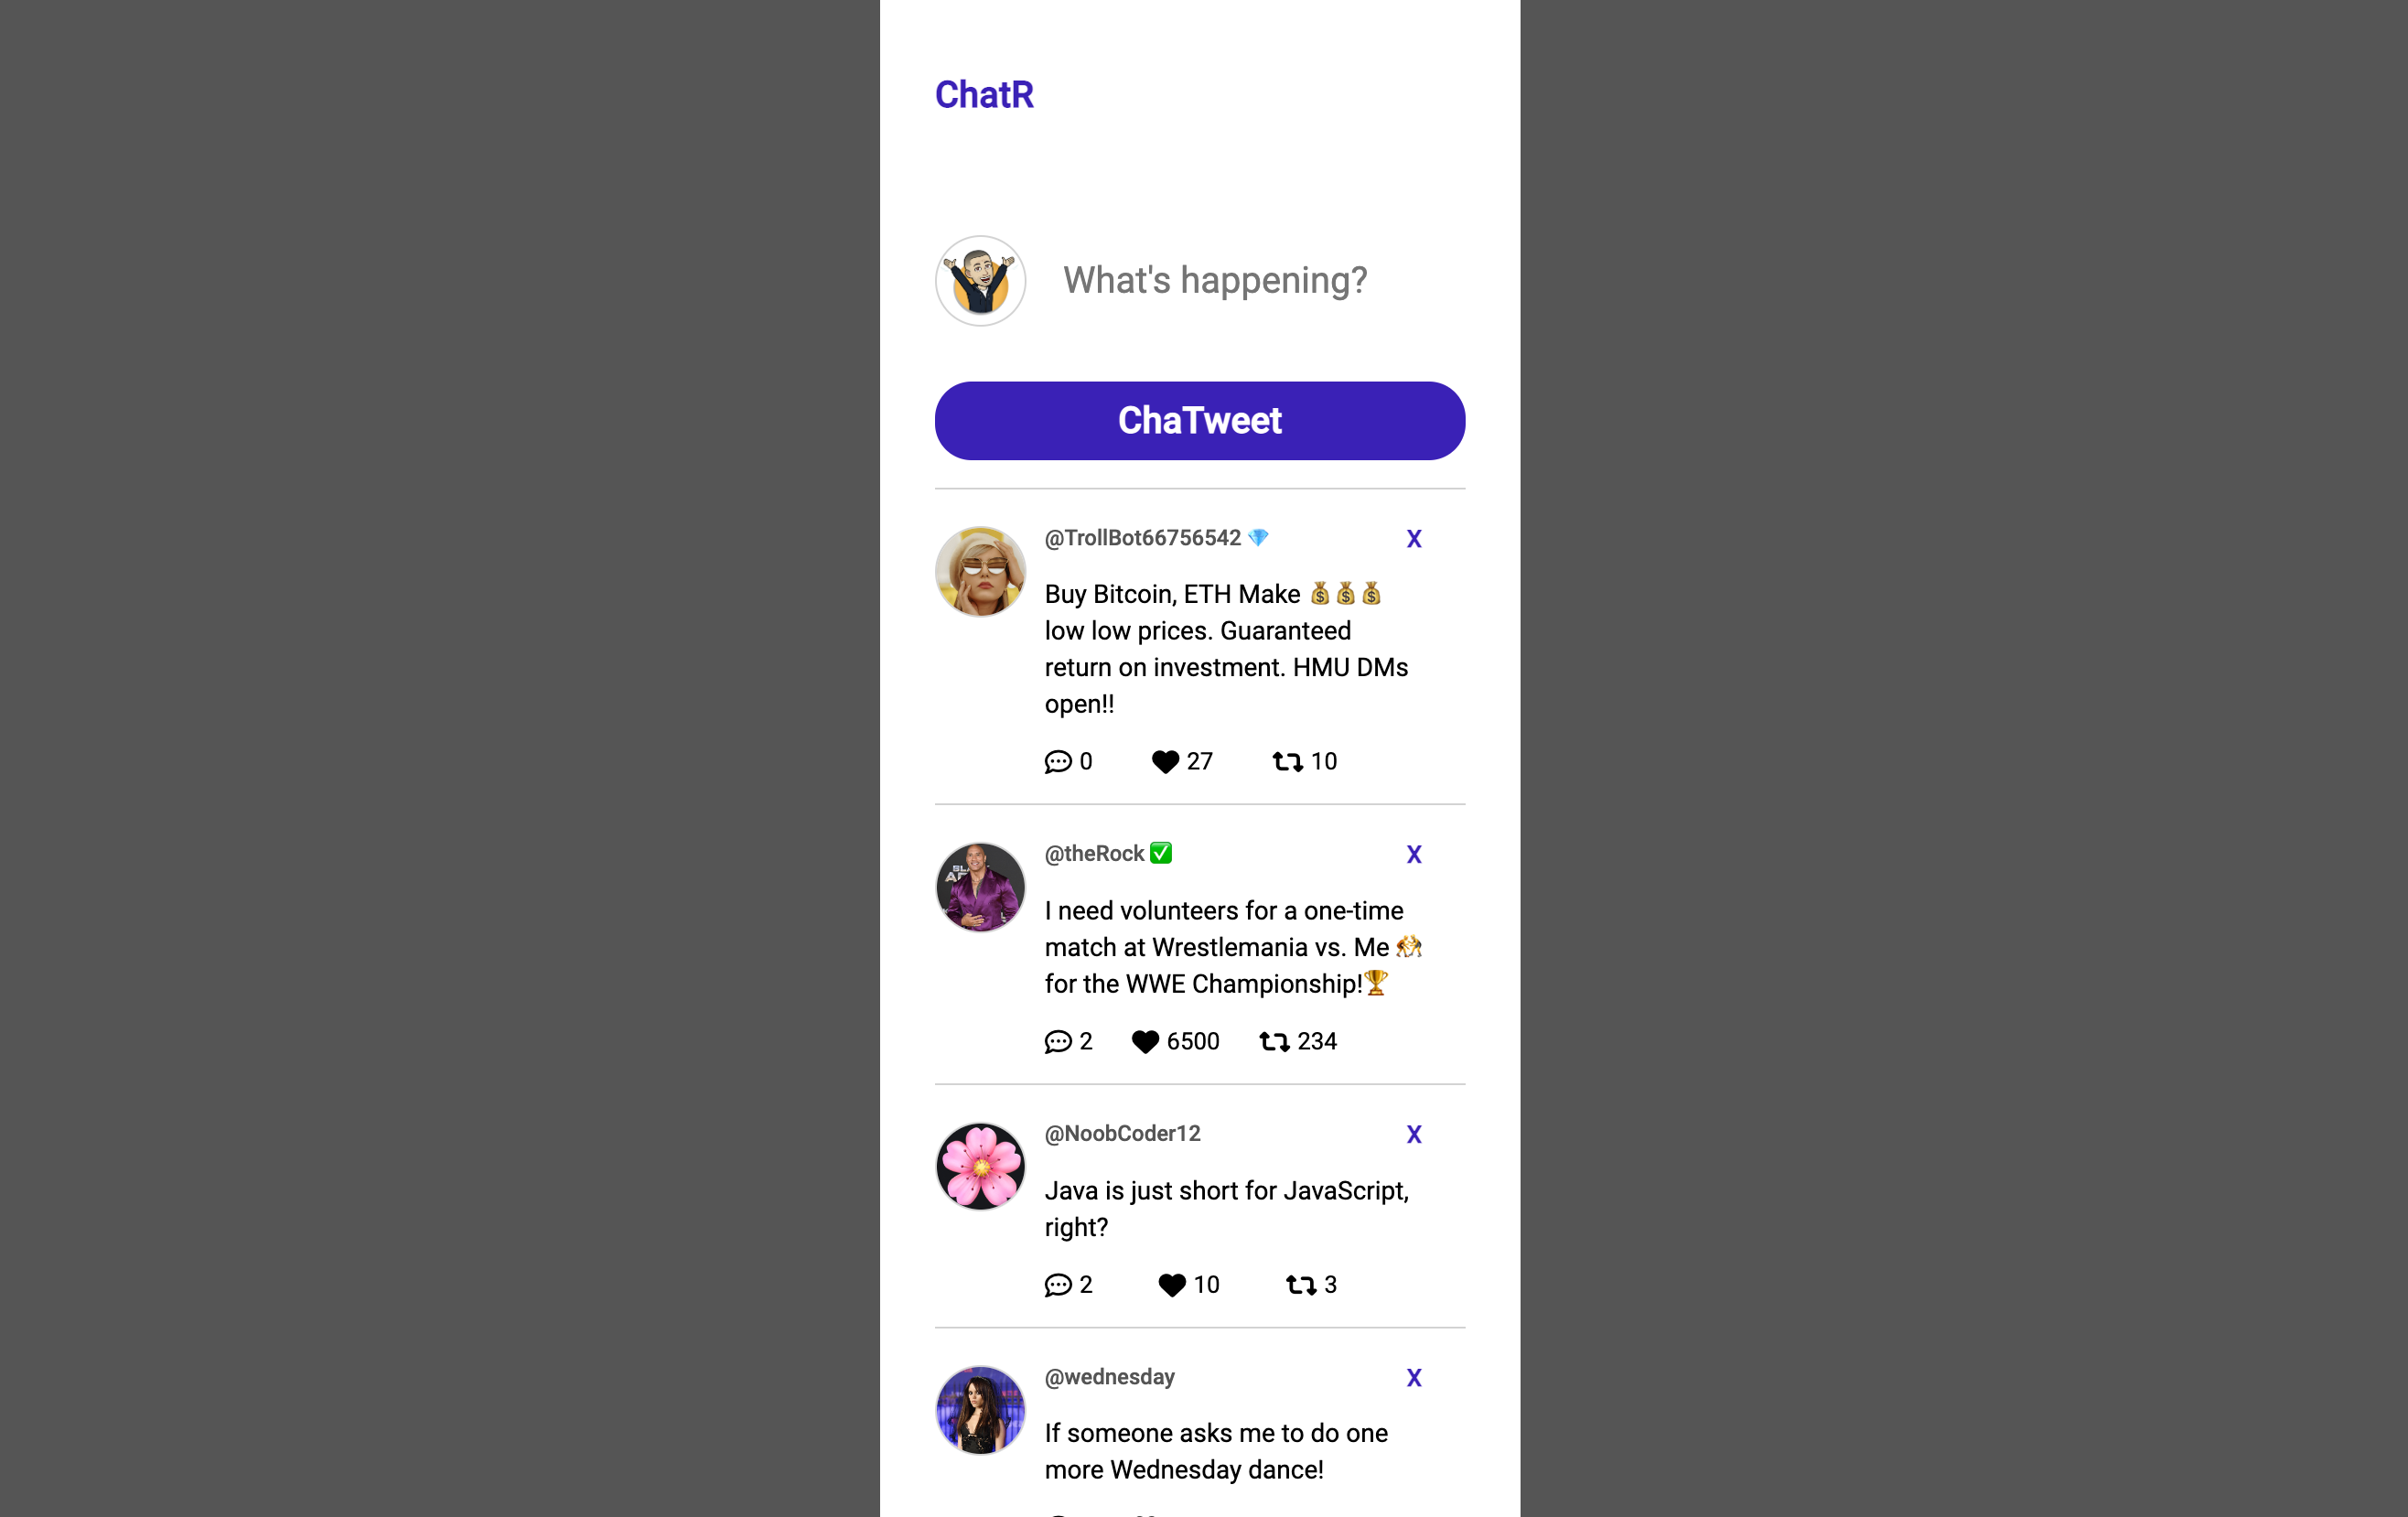 ChatR
What's happening?
ChaTweet
@TrollBot66756542 💎
X
Buy Bitcoin, ETH Make 💰💰💰
low low prices. Guaranteed
return on investment. HMU DMs
open!!
0 27 10
@theRock ✅
X
I need volunteers for a one-time
match at Wrestlemania vs. Me 🤼
for the WWE Championship!🏆
2 6500 234
@NoobCoder12
X
Java is just short for JavaScript,
right?
2 10 3
@wednesday
X
If someone asks me to do one
more Wednesday dance!